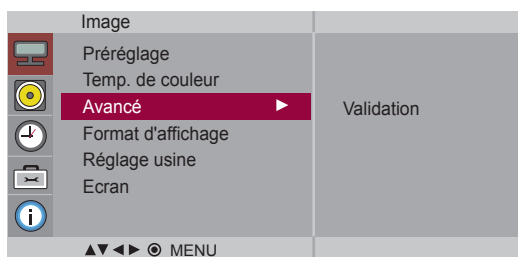 Image
Préréglage
Temp. de couleur
Avancé ►
Validation
Format d'affichage
Réglage usine
Ecran
▲▼◄► ◉ MENU